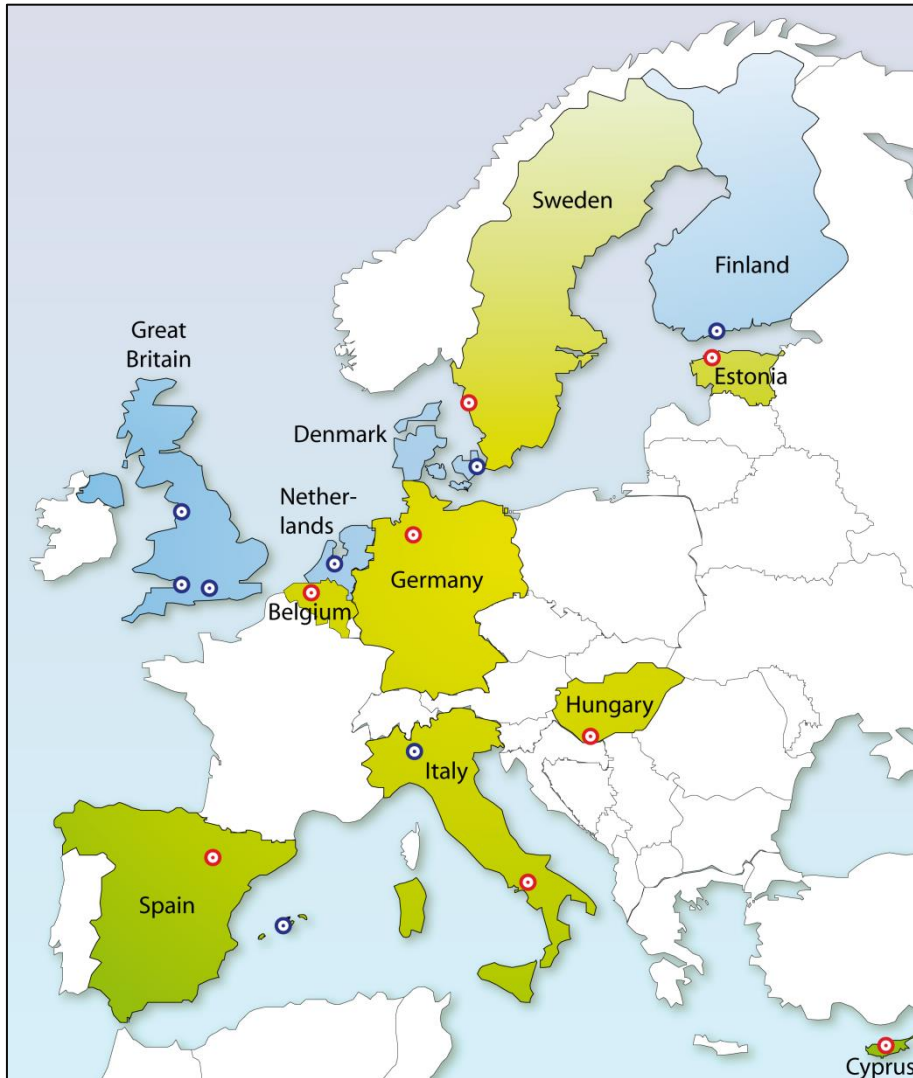 Sweden
Finland
Great
Britain
Estonia
Denmark
Nether-
lands
Germany
Belgium
Hungary
Italy
Spain
Cyprus